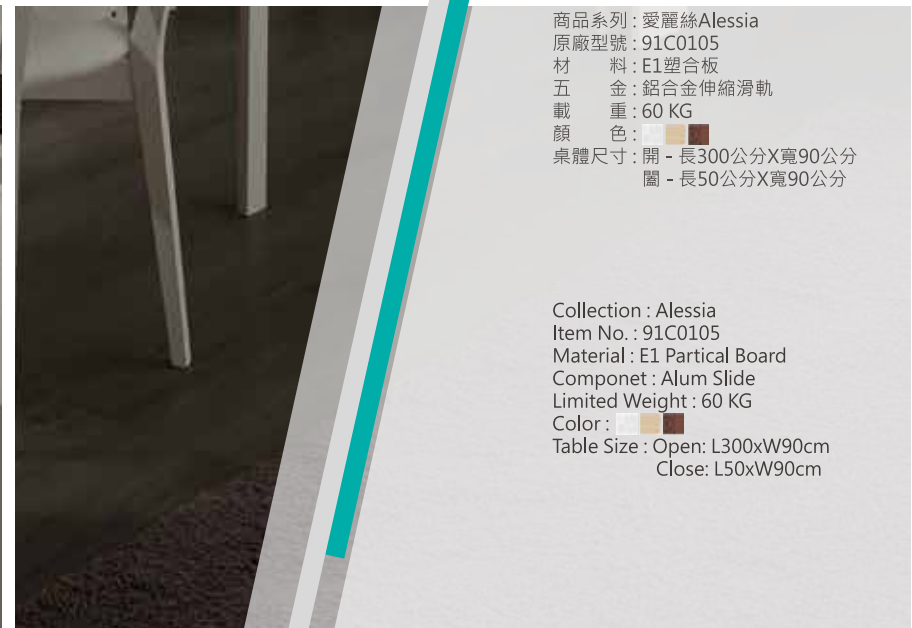 商品系列 : 愛麗絲Alessia
原廠型號 : 91C0105
材　　料 : E1塑合板
五　　金 : 鋁合金伸縮滑軌
載　　重 : 60 KG
顏　　色 :
桌體尺寸 : 開 - 長300公分X寬90公分
闔 - 長50公分X寬90公分
Collection : Alessia
Item No. : 91C0105
Material : E1 Partical Board
Componet : Alum Slide
Limited Weight : 60 KG
Color :
Table Size : Open: L300xW90cm
Close: L50xW90cm